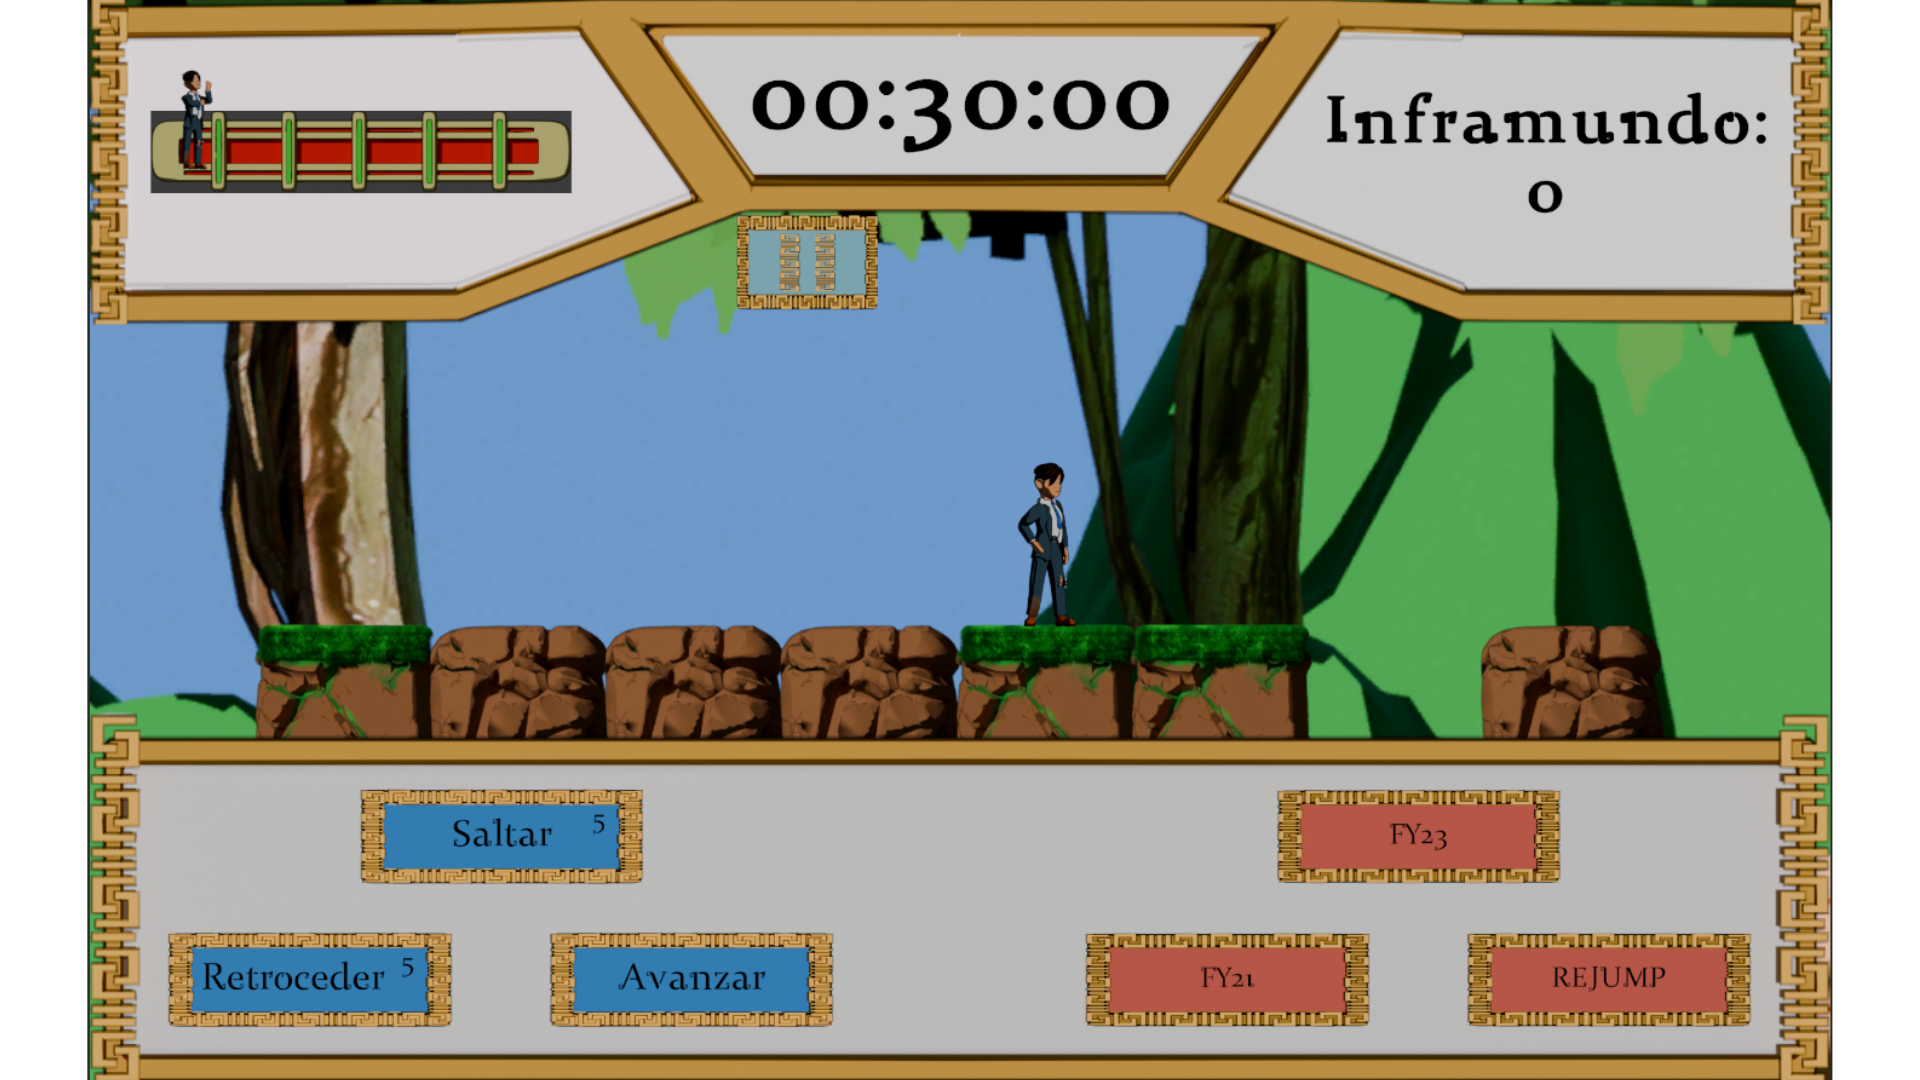 00:30:00
Inframundo:
0
Saltar 5
FY23
Retroceder 5
Avanzar
FY21
REJUMP